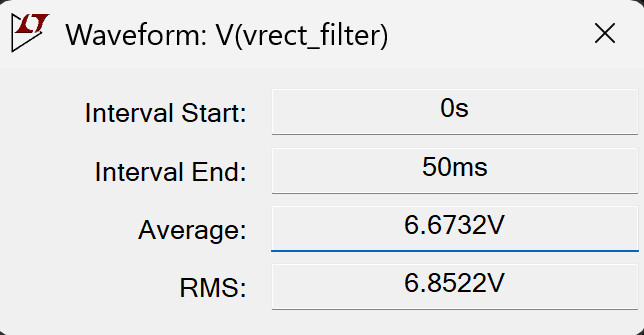 Waveform: V(vrect_filter)
Interval Start: 0s
Interval End: 50ms
Average: 6.6732V
RMS: 6.8522V